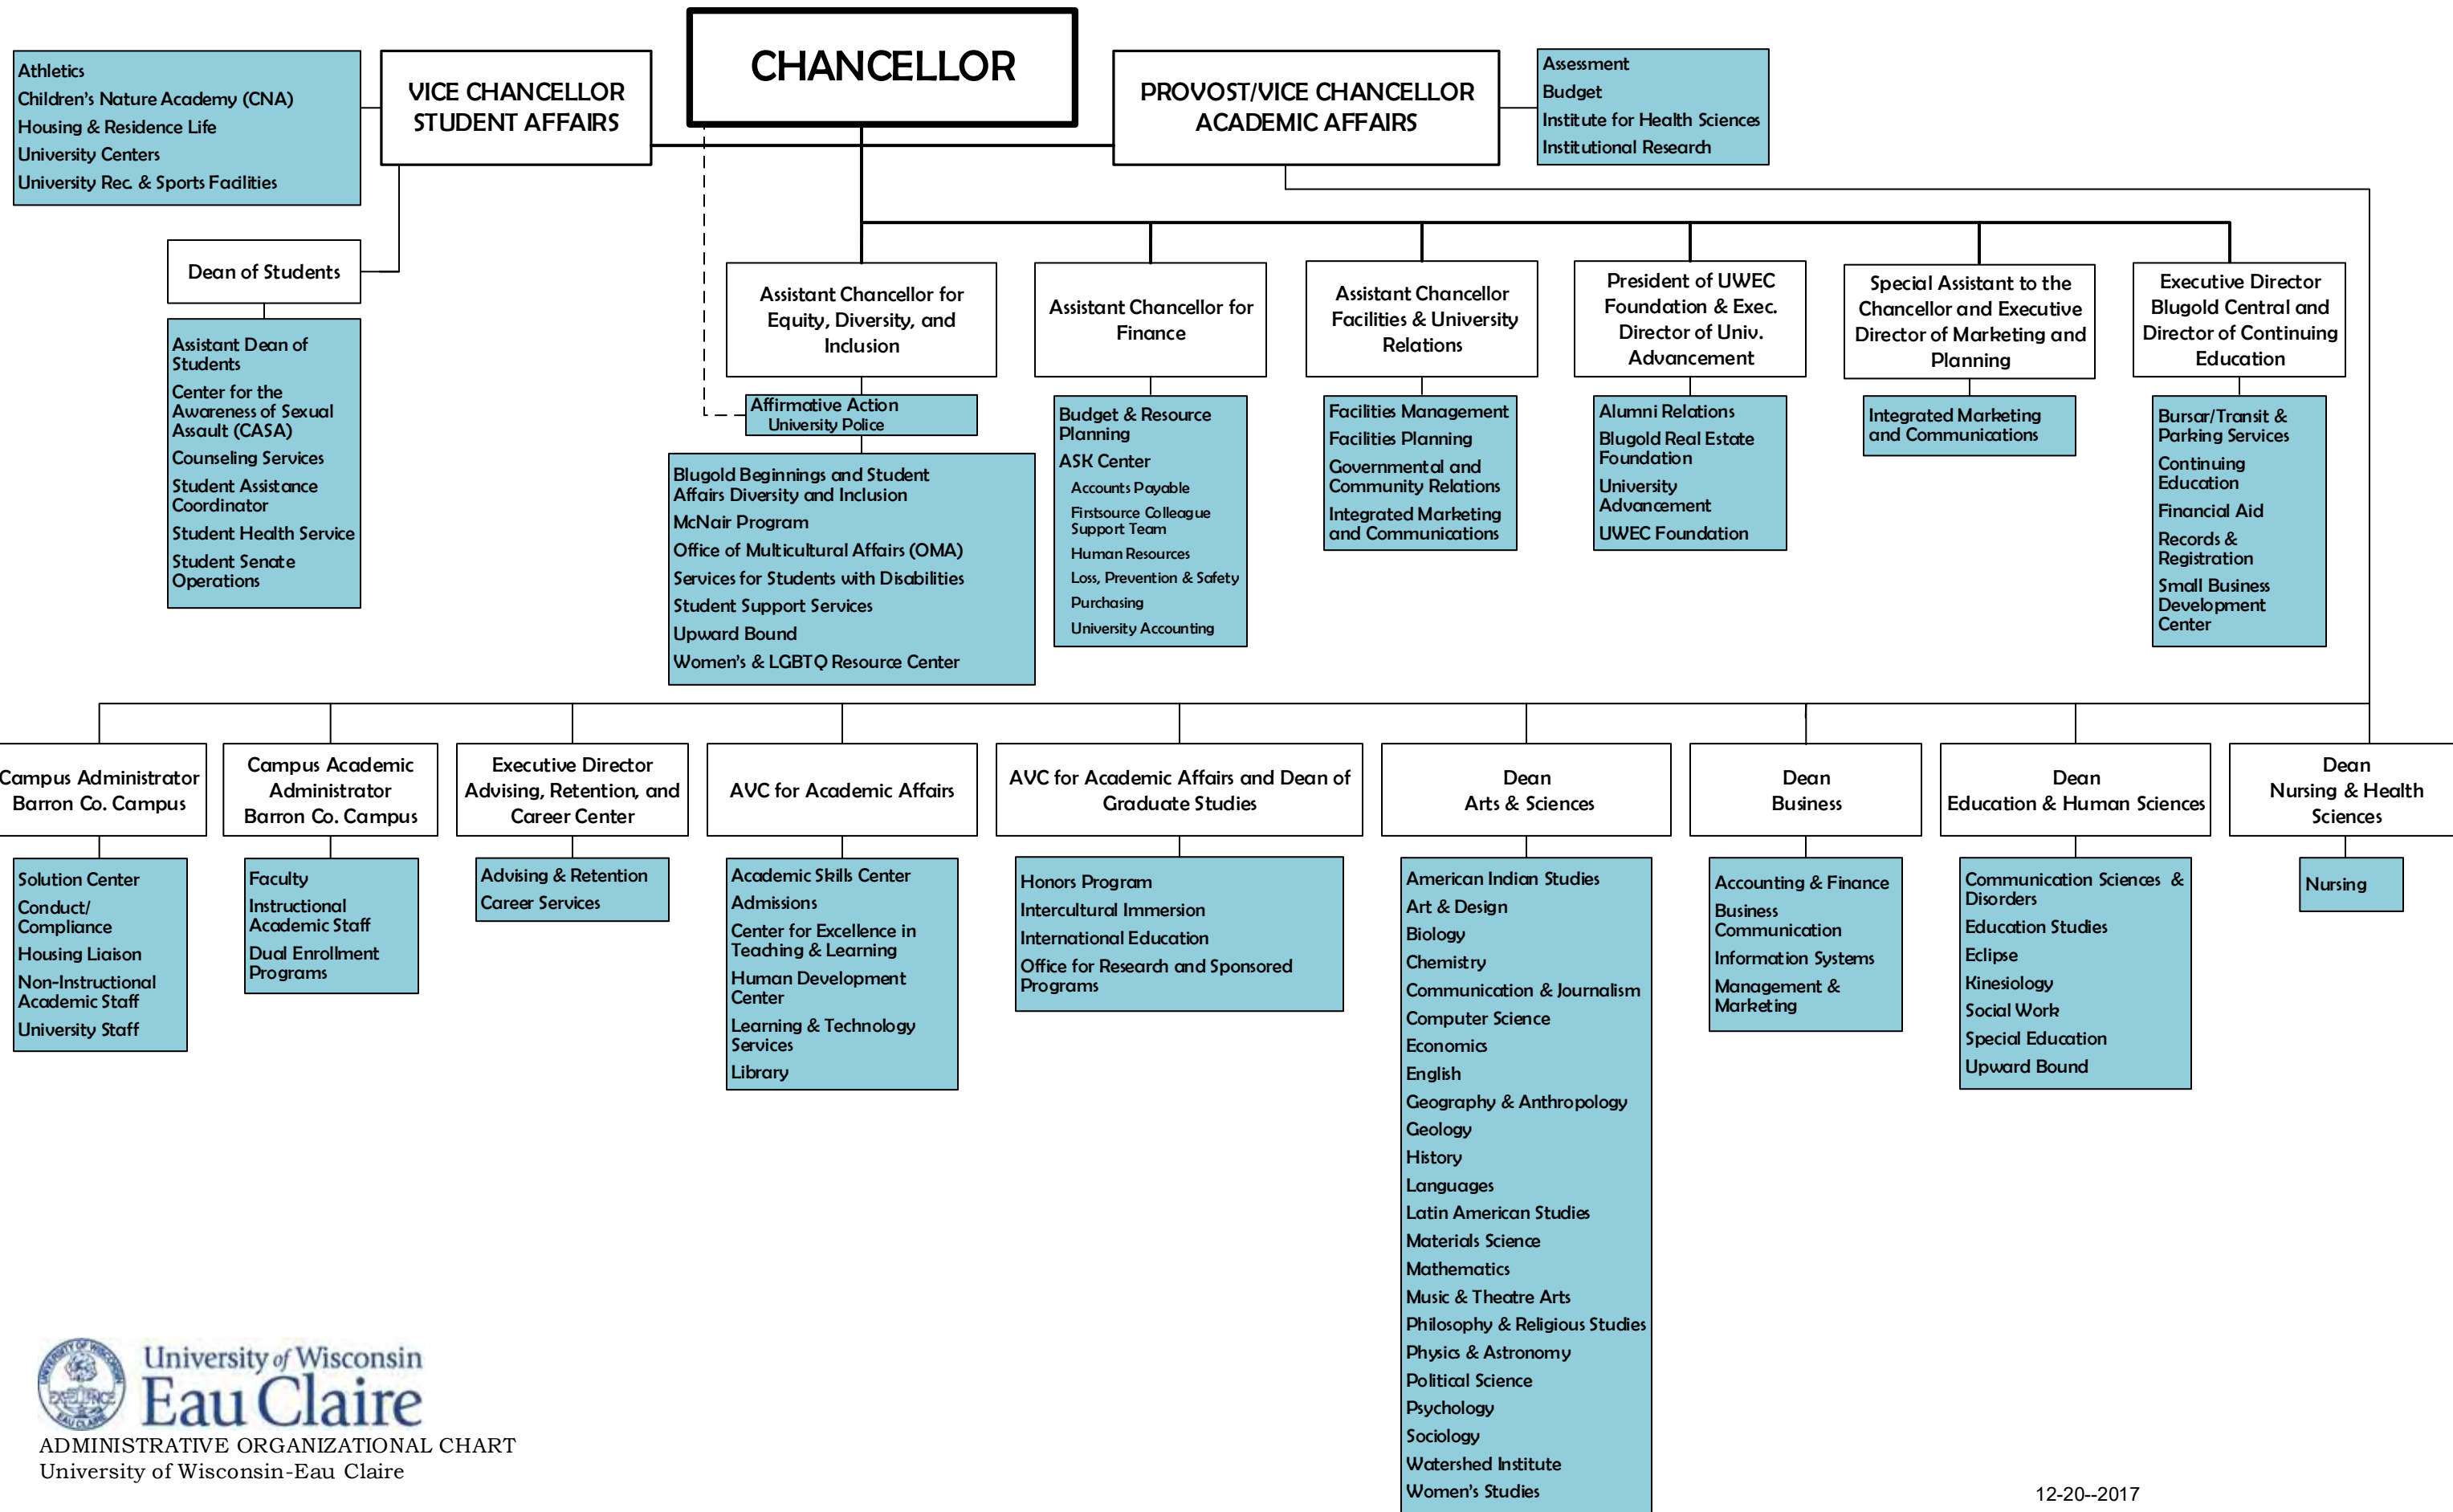 CHANCELLOR
Athletics
Children's Nature Academy (CNA)
Housing & Residence Life
University Centers
University Rec. & Sports Facilities
VICE CHANCELLOR
STUDENT AFFAIRS
PROVOST/VICE CHANCELLOR
ACADEMIC AFFAIRS
Assessment
Budget
Institute for Health Sciences
Institutional Research
Dean of Students
Assistant Dean of
Students
Center for the
Awareness of Sexual
Assault (CASA)
Counseling Services
Student Assistance
Coordinator
Student Health Service
Student Senate
Operations
Assistant Chancellor for
Equity, Diversity, and
Inclusion
Affirmative Action
University Police
Blugold Beginnings and Student
Affairs Diversity and Inclusion
McNair Program
Office of Multicultural Affairs (OMA)
Services for Students with Disabilities
Student Support Services
Upward Bound
Women's & LGBTQ Resource Center
Assistant Chancellor for
Finance
Budget & Resource
Planning
ASK Center
Accounts Payable
Firstsource Colleague
Support Team
Human Resources
Loss, Prevention & Safety
Purchasing
University Accounting
Assistant Chancellor
Facilities & University
Relations
Facilities Management
Facilities Planning
Governmental and
Community Relations
Integrated Marketing
and Communications
President of UWEC
Foundation & Exec.
Director of Univ.
Advancement
Alumni Relations
Blugold Real Estate
Foundation
University
Advancement
UWEC Foundation
Special Assistant to the
Chancellor and Executive
Director of Marketing and
Planning
Integrated Marketing
and Communications
Executive Director
Blugold Central and
Director of Continuing
Education
Bursar/Transit &
Parking Services
Continuing
Education
Financial Aid
Records &
Registration
Small Business
Development
Center
Campus Administrator
Barron Co. Campus
Solution Center
Conduct/
Compliance
Housing Liaison
Non-Instructional
Academic Staff
University Staff
Campus Academic
Administrator
Barron Co. Campus
Faculty
Instructional
Academic Staff
Dual Enrollment
Programs
Executive Director
Advising, Retention, and
Career Center
Advising & Retention
Career Services
AVC for Academic Affairs
Academic Skills Center
Admissions
Center for Excellence in
Teaching & Learning
Human Development
Center
Learning & Technology
Services
Library
AVC for Academic Affairs and Dean of
Graduate Studies
Honors Program
Intercultural Immersion
International Education
Office for Research and Sponsored
Programs
Dean
Arts & Sciences
American Indian Studies
Art & Design
Biology
Chemistry
Communication & Journalism
Computer Science
Economics
English
Geography & Anthropology
Geology
History
Languages
Latin American Studies
Materials Science
Mathematics
Music & Theatre Arts
Philosophy & Religious Studies
Physics & Astronomy
Political Science
Psychology
Sociology
Watershed Institute
Women's Studies
Dean
Business
Accounting & Finance
Business
Communication
Information Systems
Management &
Marketing
Dean
Education & Human Sciences
Communication Sciences &
Disorders
Education Studies
Eclipse
Kinesiology
Social Work
Special Education
Upward Bound
Dean
Nursing & Health
Sciences
Nursing
UNIVERSITY OF WISCONSIN
EXCELLENCE
EAU CLAIRE
University of Wisconsin
Eau Claire
ADMINISTRATIVE ORGANIZATIONAL CHART
University of Wisconsin-Eau Claire
12-20--2017